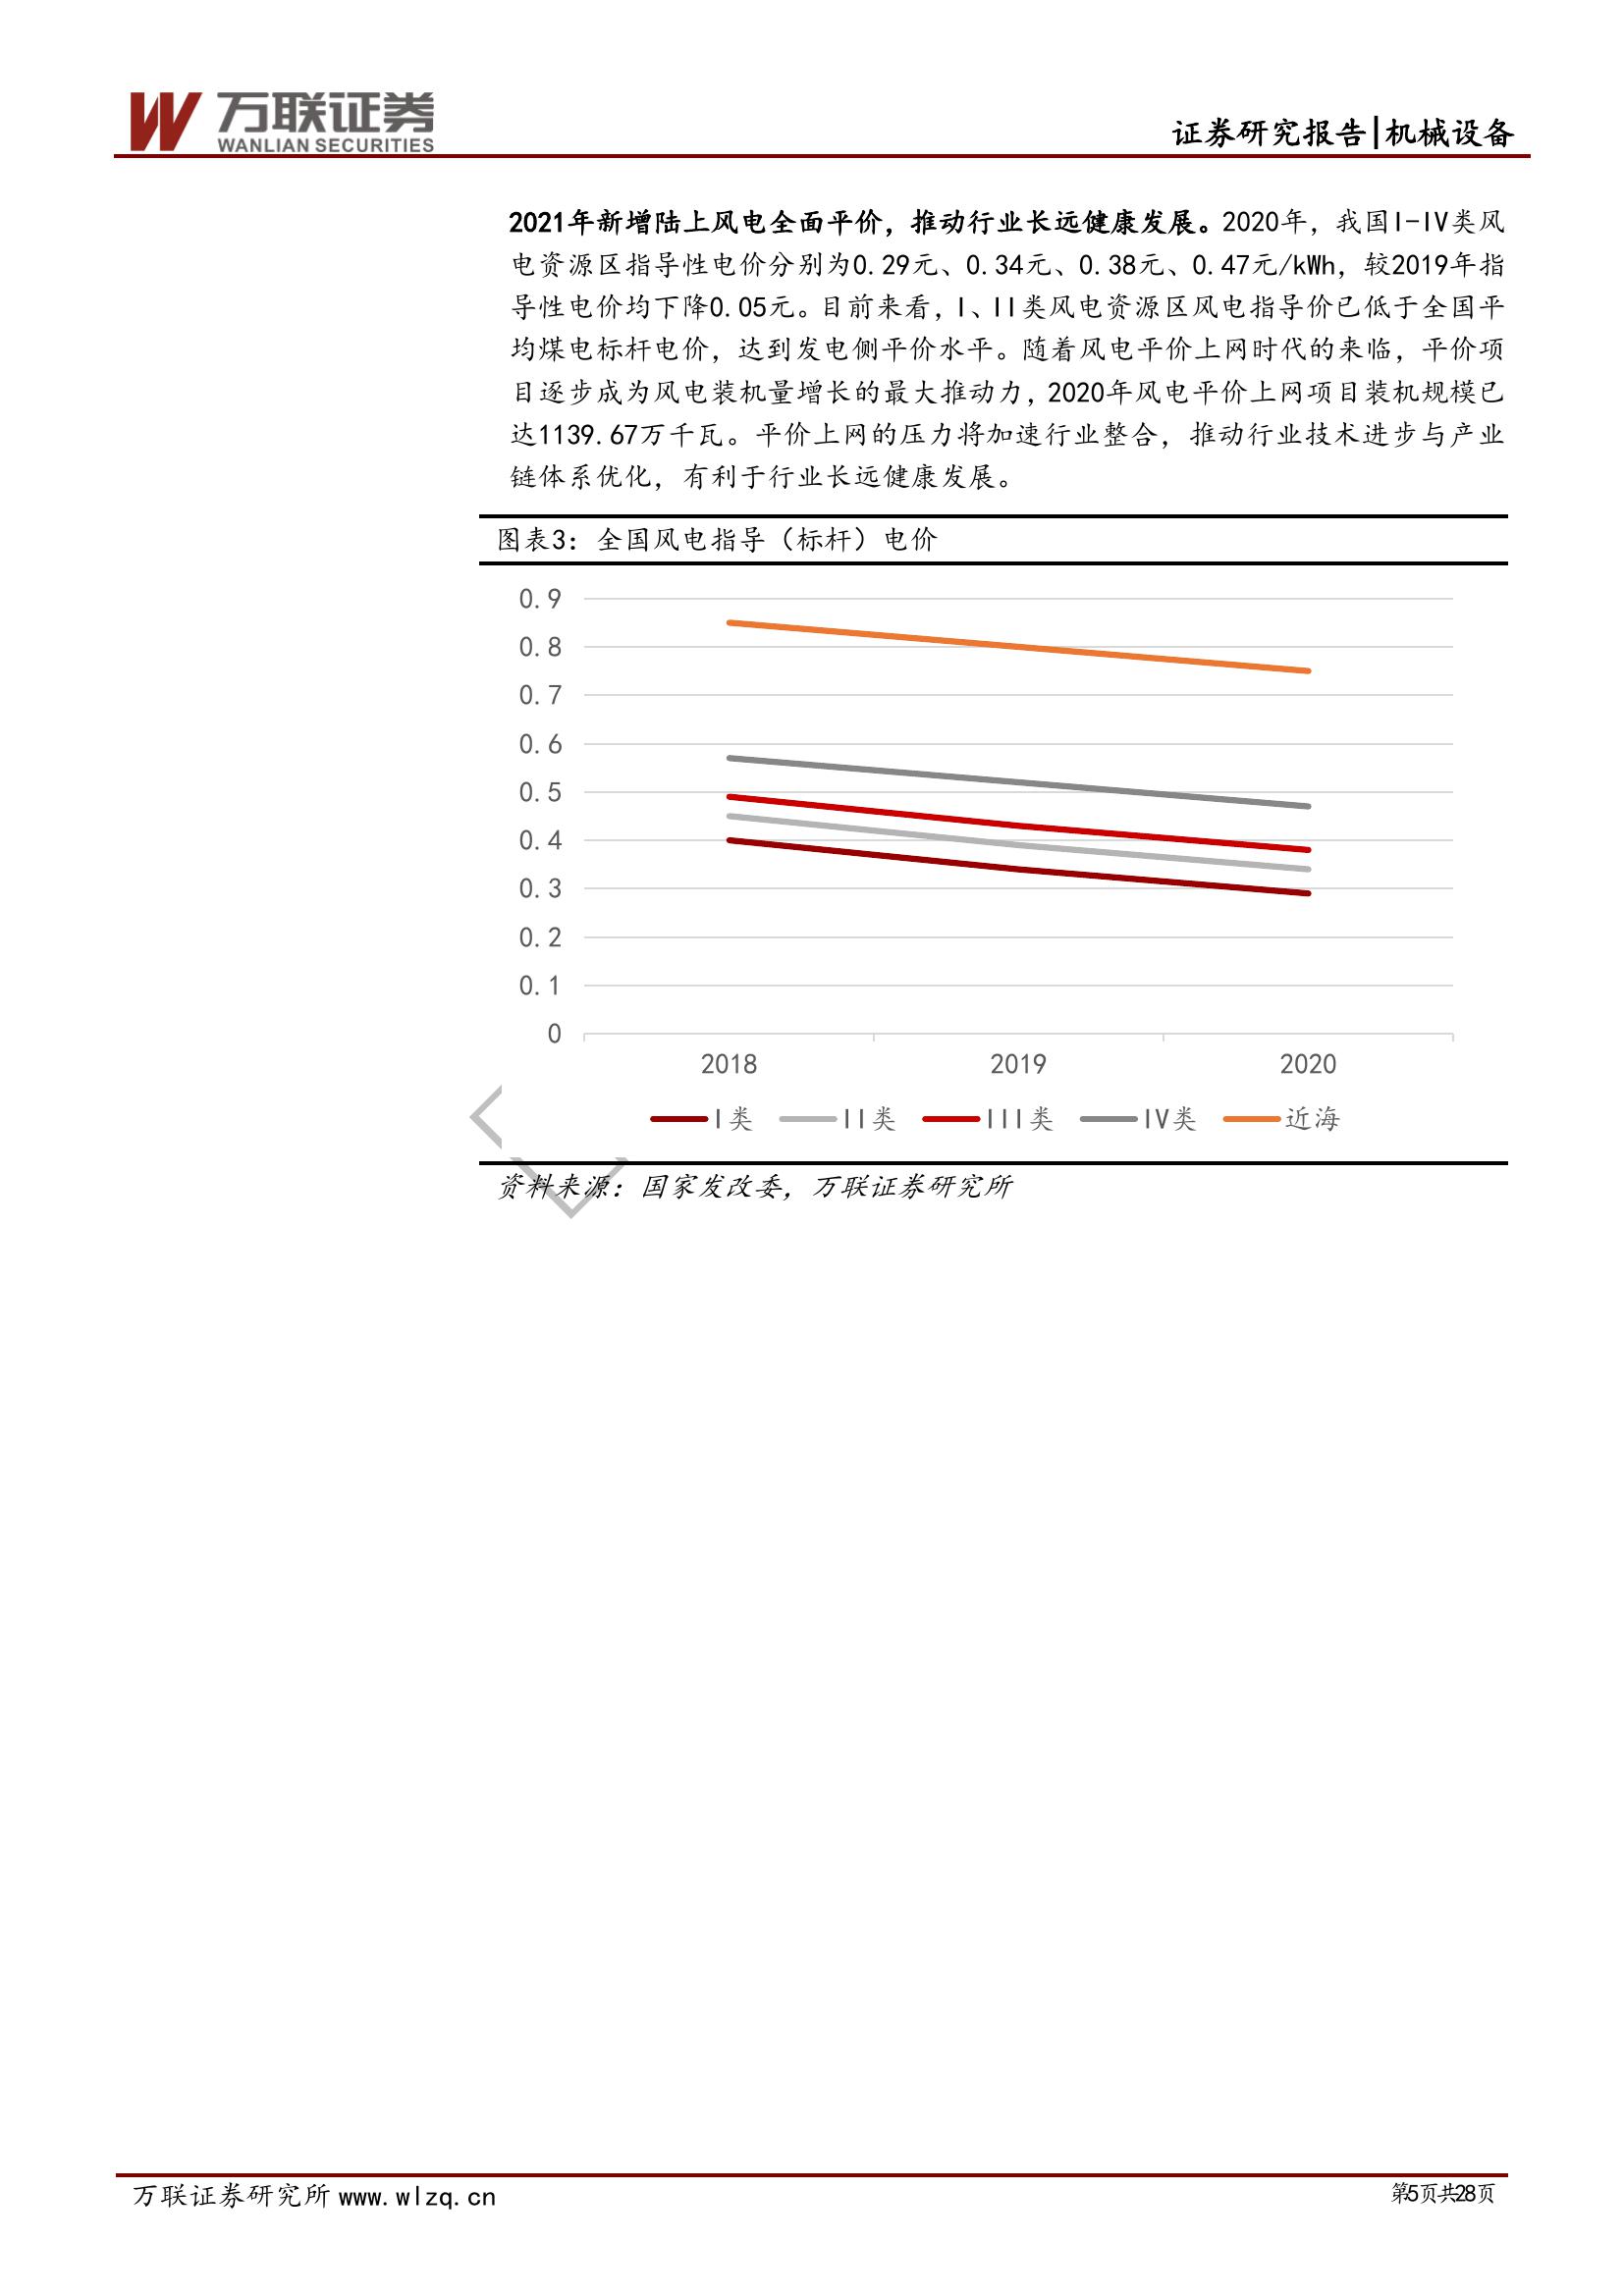 万联证券
WANLIAN SECURITIES
证券研究报告|机械设备
2021年新增陆上风电全面平价，推动行业长远健康发展。2020年，我国I-IV类风
电资源区指导性电价分别为0.29元、0.34元、0.38元、0.47元/kWh，较2019年指
导性电价均下降0.05元。目前来看，I、II类风电资源区风电指导价已低于全国平
均煤电标杆电价，达到发电侧平价水平。随着风电平价上网时代的来临，平价项
目逐步成为风电装机量增长的最大推动力，2020年风电平价上网项目装机规模已
达1139.67万千瓦。平价上网的压力将加速行业整合，推动行业技术进步与产业
链体系优化，有利于行业长远健康发展。
图表3：全国风电指导（标杆）电价
0.9
0.8
0.7
0.6
0.5
0.4
0.3
0.2
0.1
0
2018 2019 2020
I类 II类 III类 IV类 近海
资料来源：国家发改委，万联证券研究所
万联证券研究所 www.wlzq.cn 第5页共28页